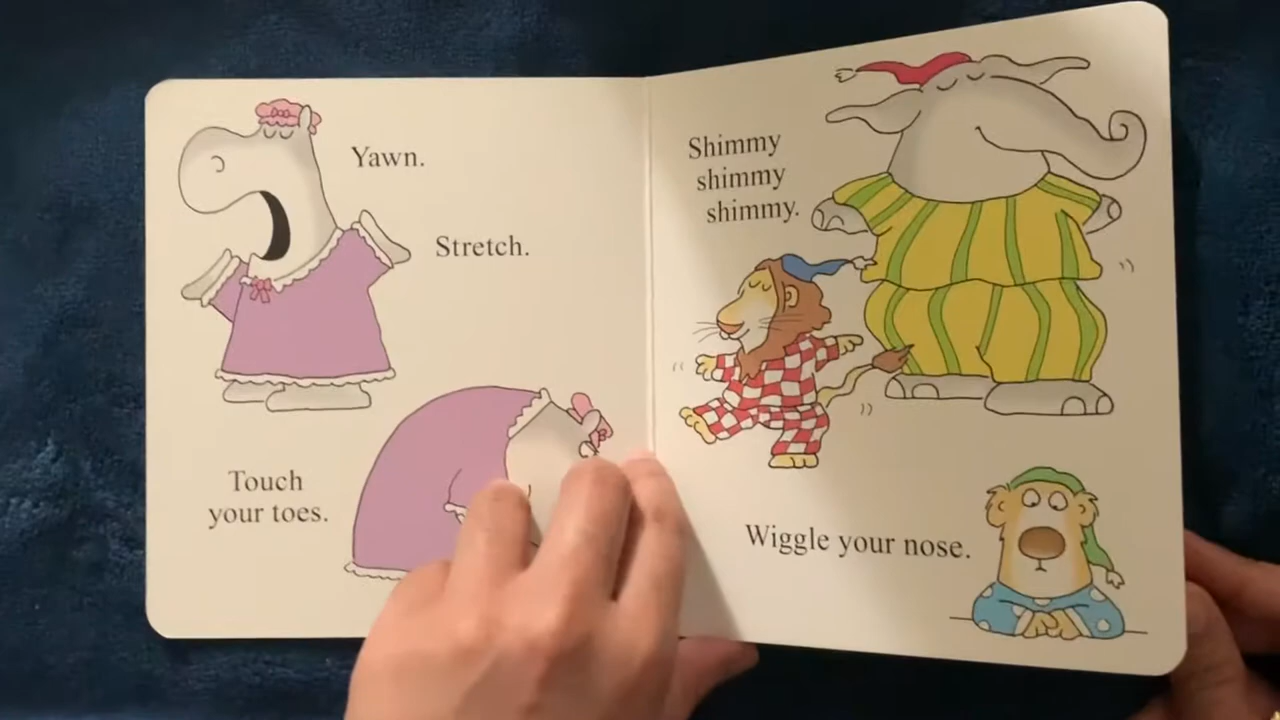 Yawn.
Stretch.
Touch
your toes.
Shimmy
shimmy
shimmy.
Wiggle your nose.